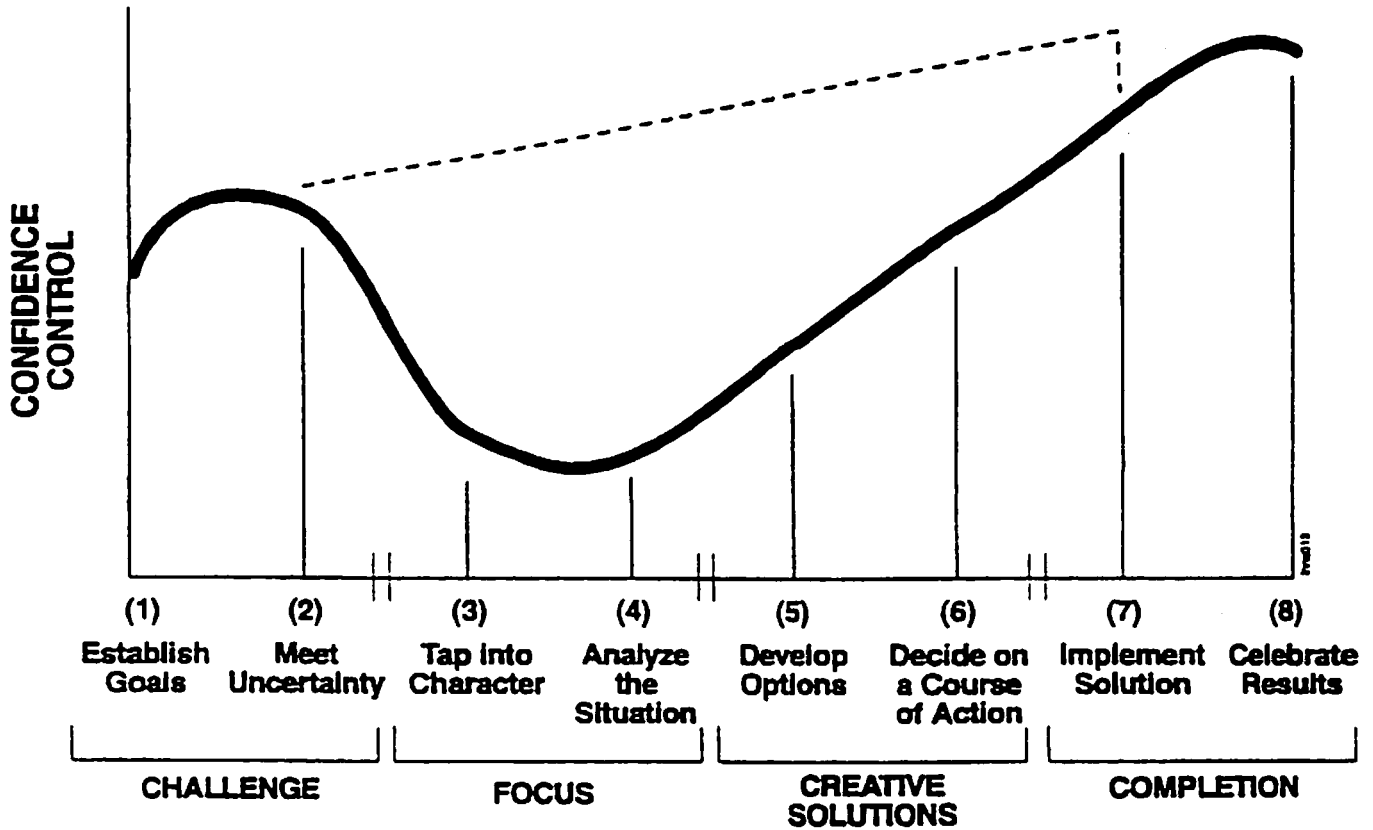 CONFIDENCE
CONTROL
(1)
Establish
Goals
(2)
Meet
Uncertainty
(3)
Tap into
Character
(4)
Analyze
the
Situation
(5)
Develop
Options
(6)
Decide on
a Course
of Action
(7)
Implement
Solution
(8)
Celebrate
Results
CHALLENGE
FOCUS
CREATIVE
SOLUTIONS
COMPLETION